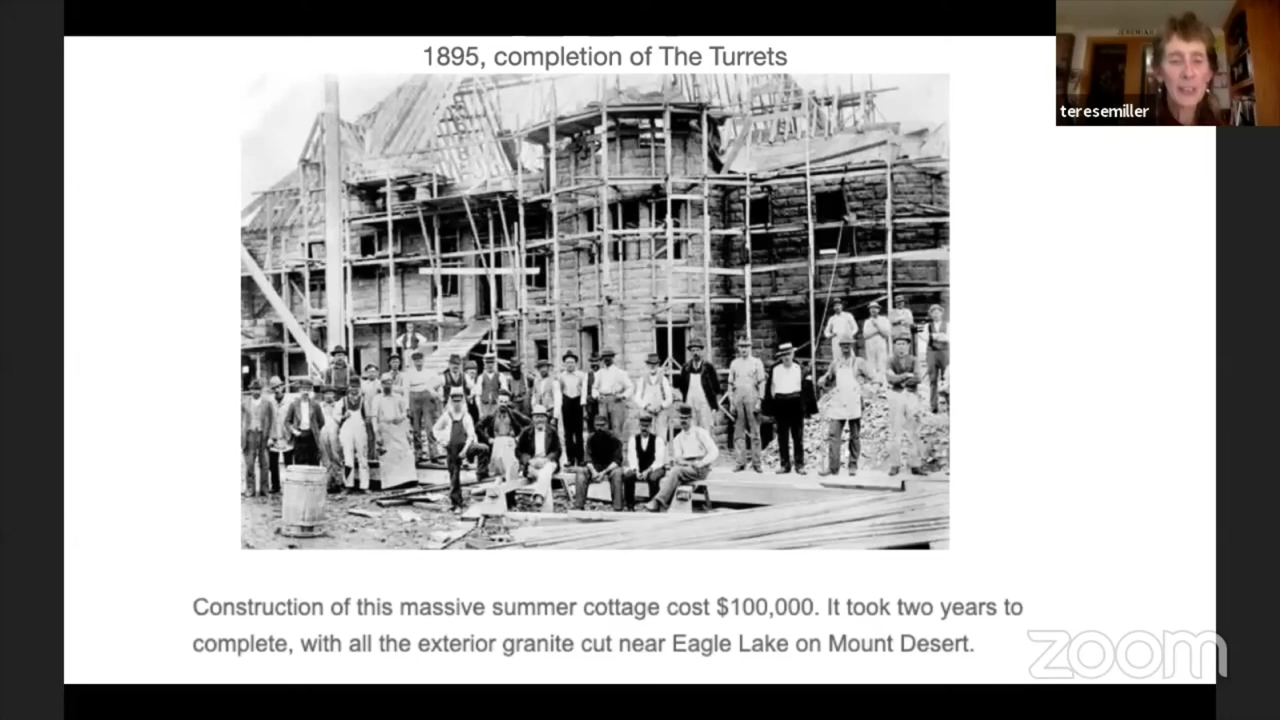 1895, completion of The Turrets
JEREMIAH
teresemiller
Construction of this massive summer cottage cost $100,000. It took two years to
complete, with all the exterior granite cut near Eagle Lake on Mount Desert.
zoom